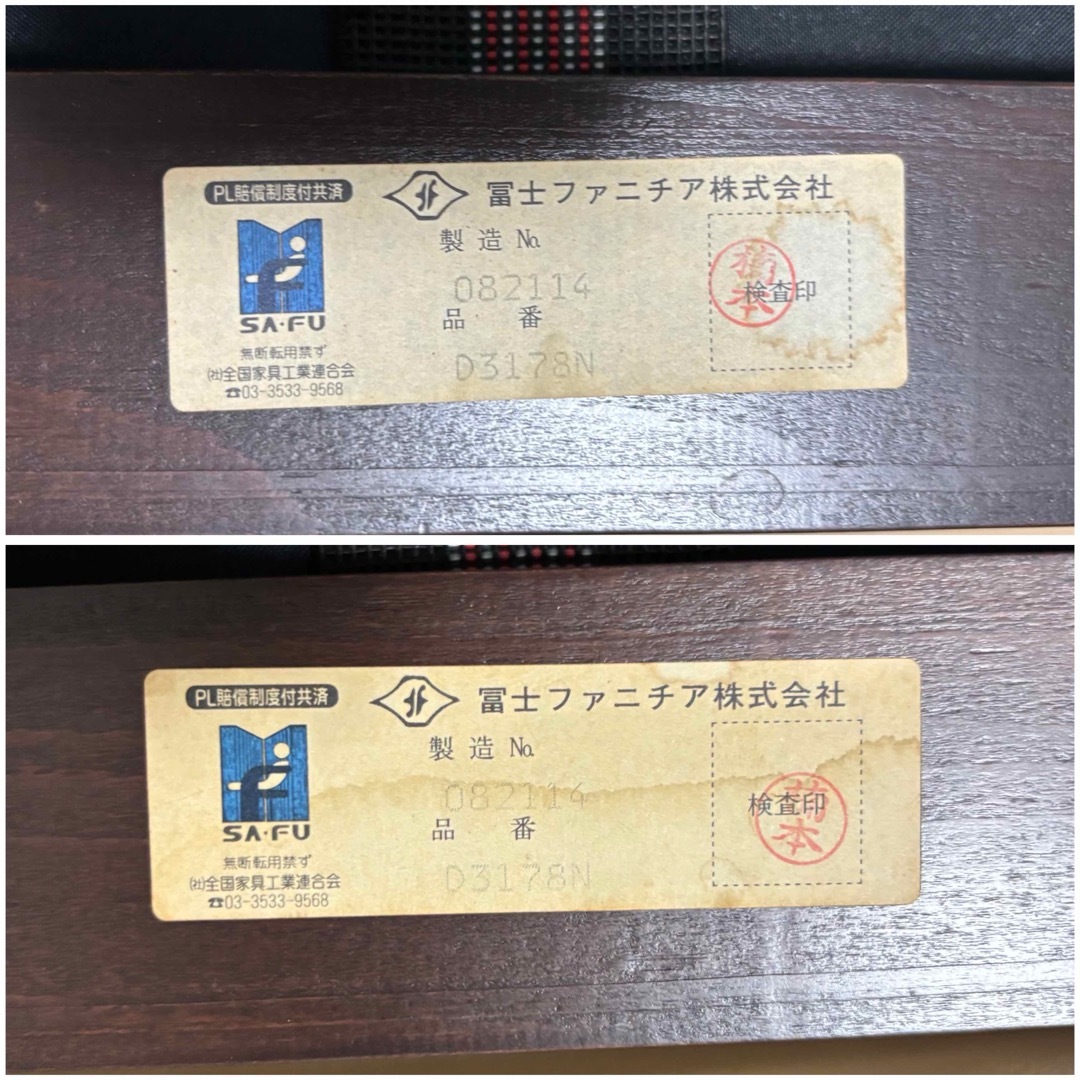 PL賠償制度付共済
冨士ファニチア株式会社
製造 No.
082114
品番
D3178N
検査印
SA・FU
無断転用禁ず
(社)全国家具工業連合会
☎03-3533-9568
PL賠償制度付共済
冨士ファニチア株式会社
製造 No.
082114
品番
D3178N
検査印
SA・FU
無断転用禁ず
(社)全国家具工業連合会
☎03-3533-9568